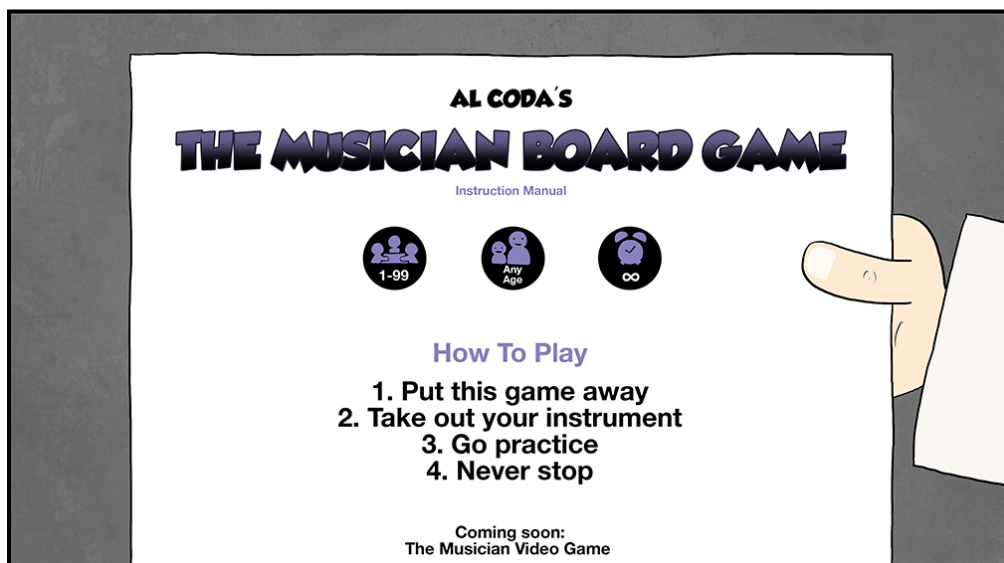 AL CODA'S
THE MUSICIAN BOARD GAME
Instruction Manual
1-99
Any
Age
∞
How To Play
1. Put this game away
2. Take out your instrument
3. Go practice
4. Never stop
Coming soon:
The Musician Video Game